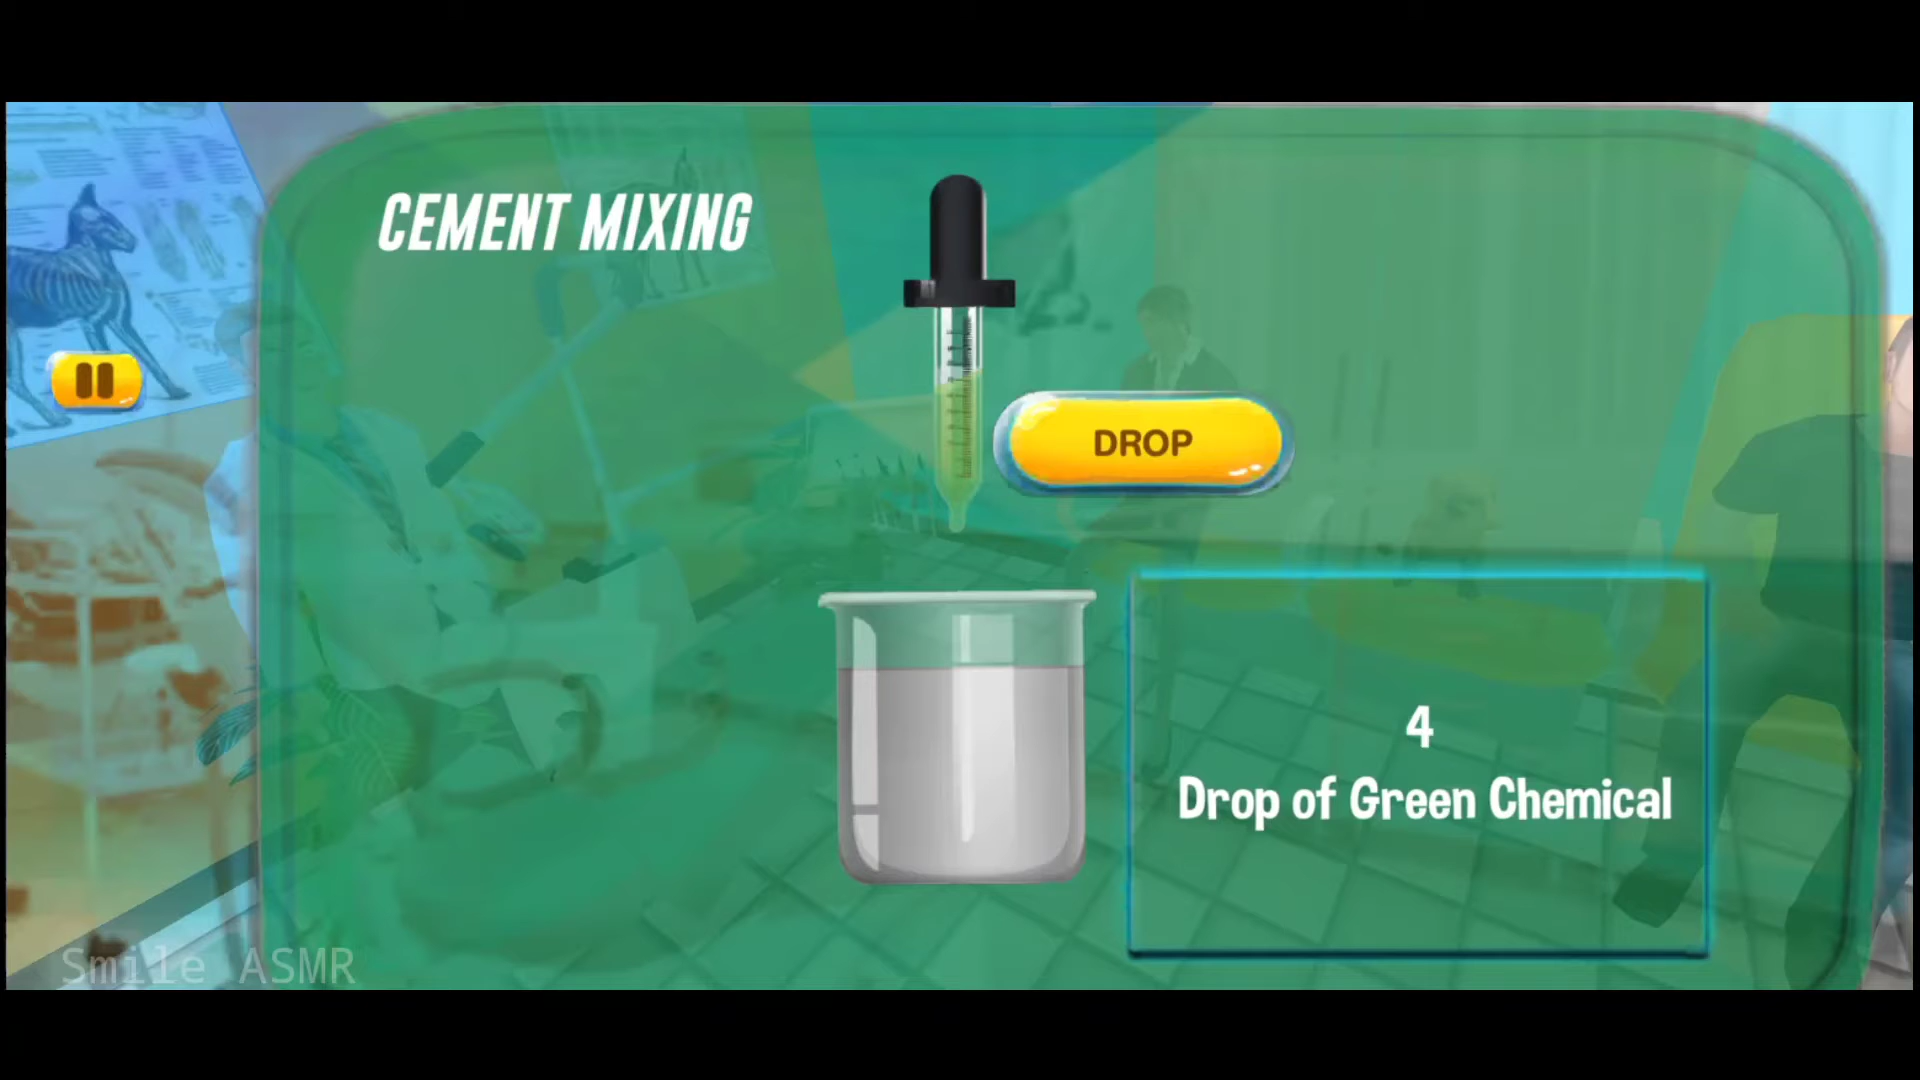 CEMENT MIXING
DROP
4
Drop of Green Chemical
Smile ASMR